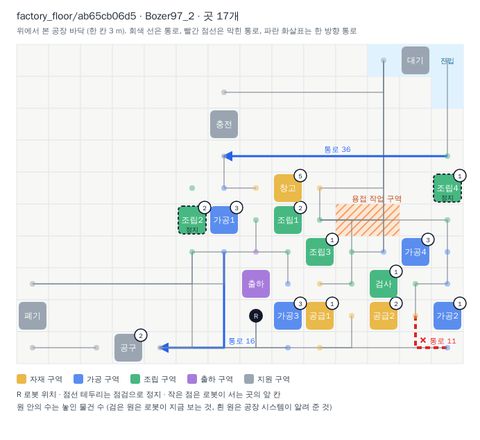 factory_floor/ab65cb06d5 · Bozer97_2 · 곳 17개
위에서 본 공장 바닥 (한 칸 3 m). 회색 선은 통로, 빨간 점선은 막힌 통로, 파란 화살표는 한 방향 통로
대기
전립
충전
통로 36
창고 5
조립4 1
정지
용접 작업 구역
조립2 2
정지
가공1 3
조립1 2
조립3 1
가공4 3
출하
검사 1
폐기
R
가공3 3
공급1 1
공급2 2
가공2 1
공구 2
통로 16
✕ 통로 11
자재 구역
가공 구역
조립 구역
출하 구역
지원 구역
R 로봇 위치 · 점선 테두리는 점검으로 정지 · 작은 점은 로봇이 서는 곳의 앞 칸
원 안의 수는 놓인 물건 수 (검은 원은 로봇이 지금 보는 것, 흰 원은 공장 시스템이 알려 준 것)